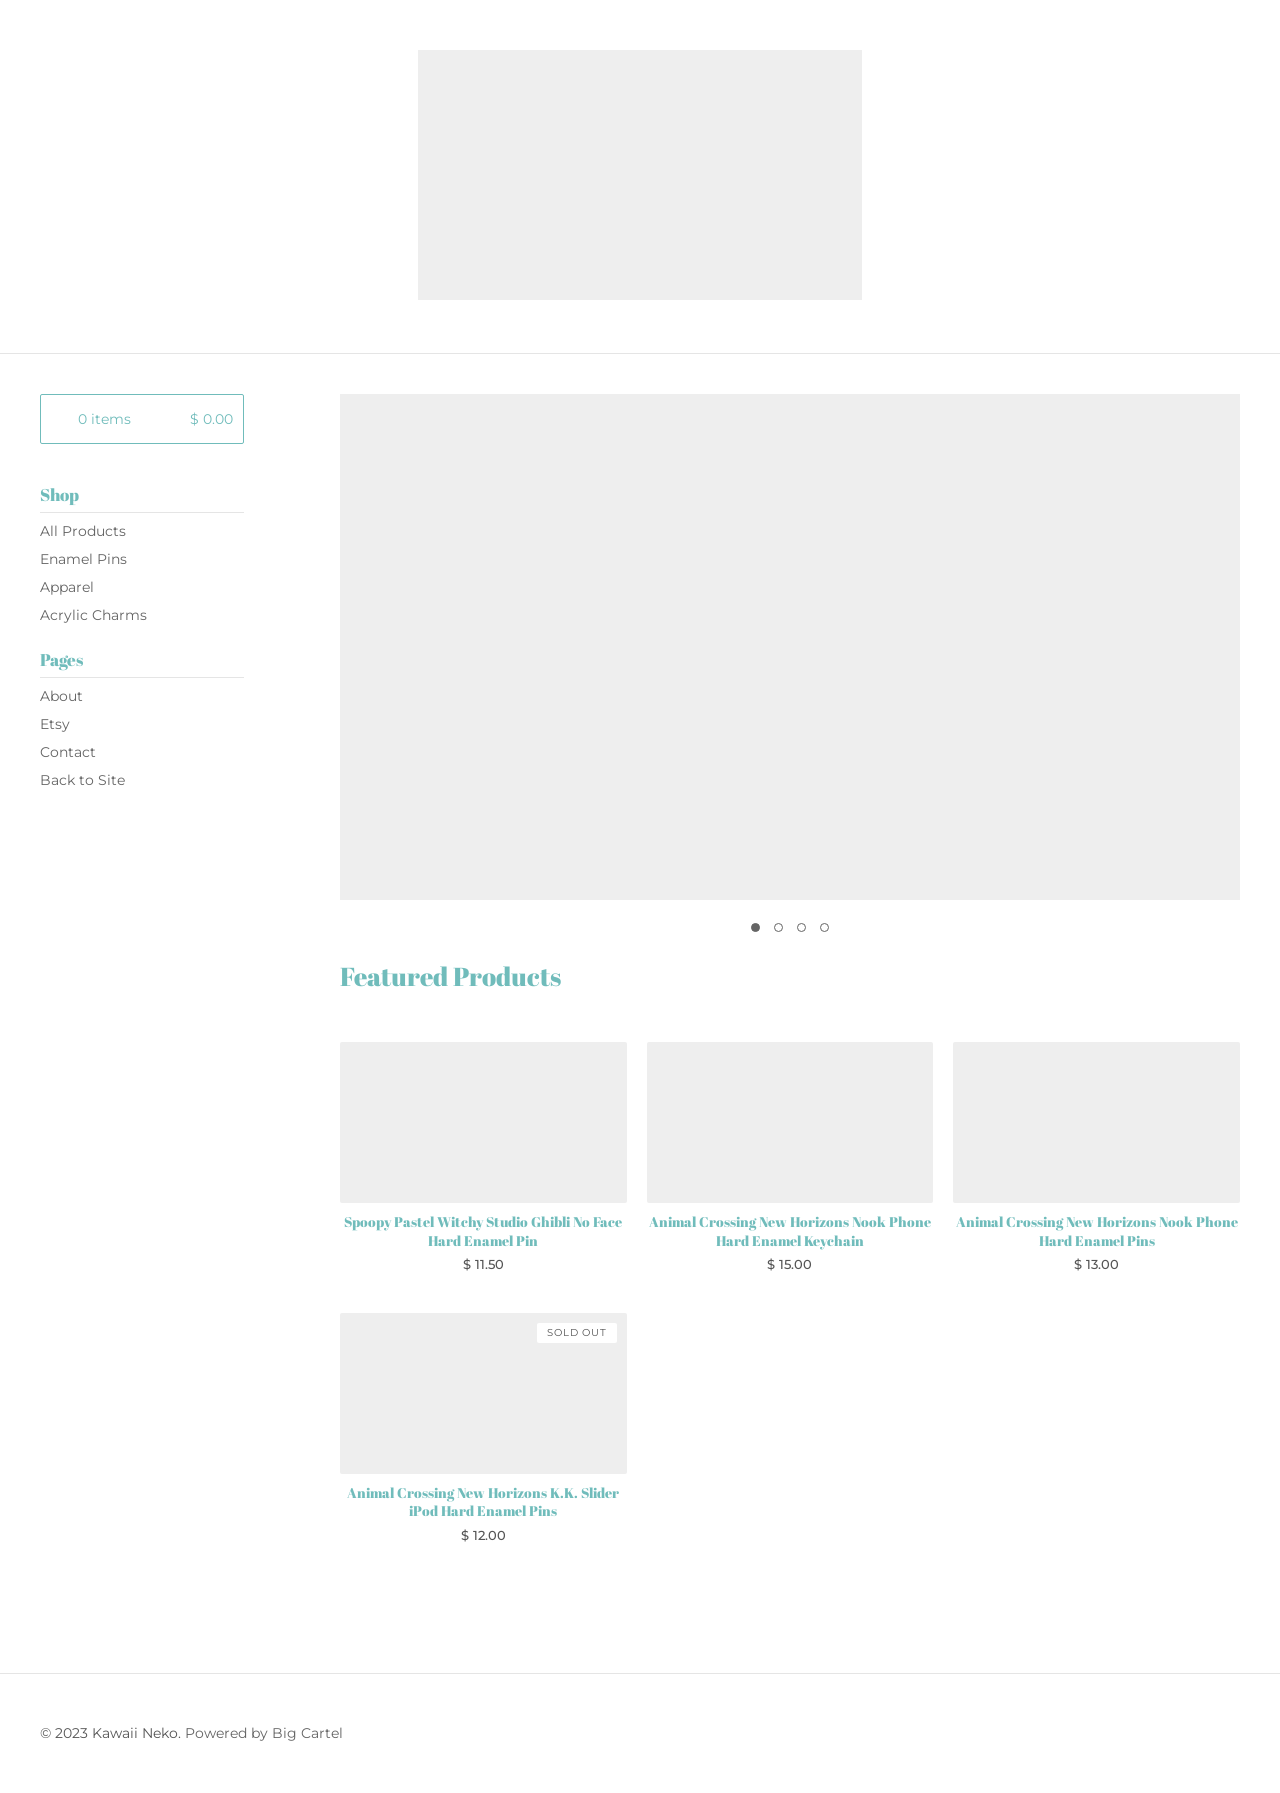 0 items $ 0.00
Shop
All Products
Enamel Pins
Apparel
Acrylic Charms
Pages
About
Etsy
Contact
Back to Site
Featured Products
Spoopy Pastel Witchy Studio Ghibli No Face
Hard Enamel Pin
$ 11.50
Animal Crossing New Horizons Nook Phone
Hard Enamel Keychain
$ 15.00
Animal Crossing New Horizons Nook Phone
Hard Enamel Pins
$ 13.00
SOLD OUT
Animal Crossing New Horizons K.K. Slider
iPod Hard Enamel Pins
$ 12.00
© 2023 Kawaii Neko. Powered by Big Cartel